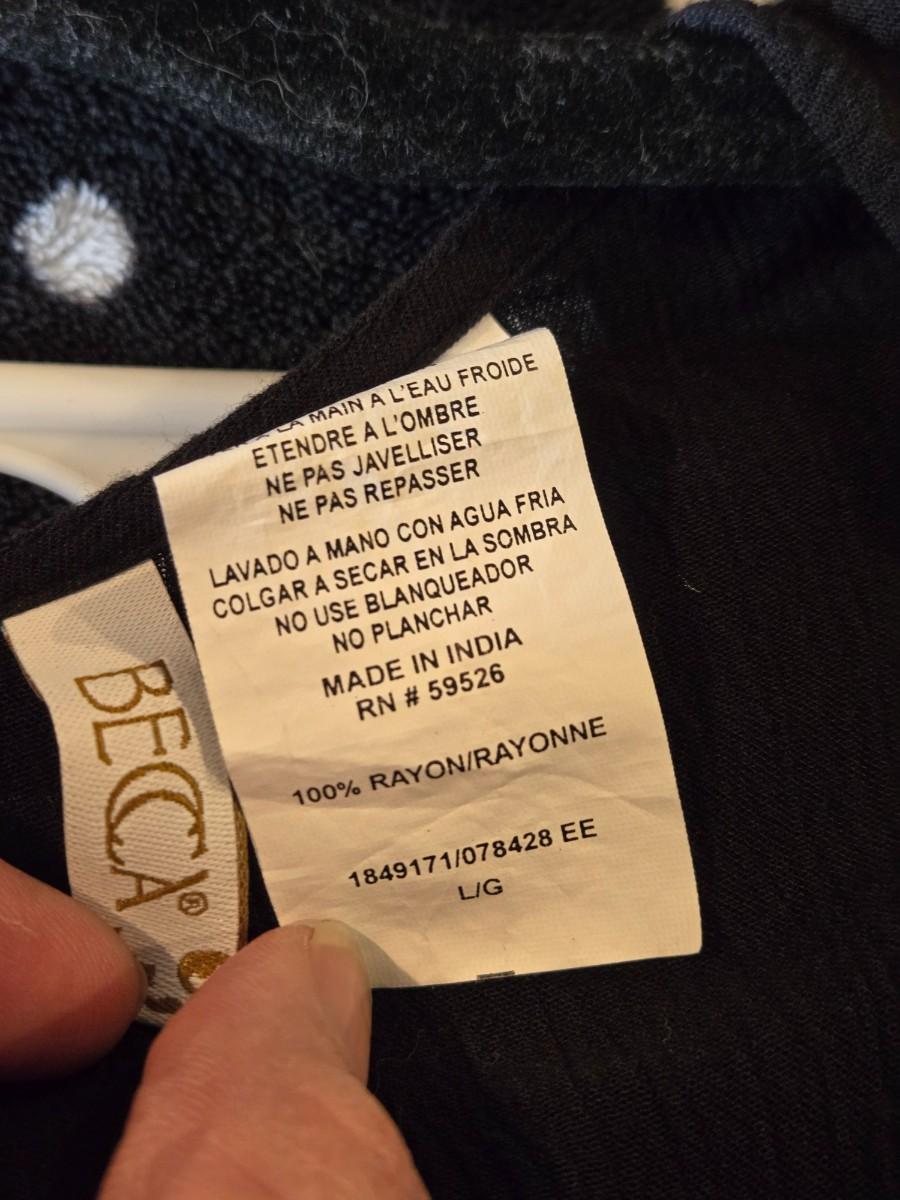 LA MAIN A L'EAU FROIDE
ETENDRE A L'OMBRE
NE PAS JAVELLISER
NE PAS REPASSER
LAVADO A MANO CON AGUA FRIA
COLGAR A SECAR EN LA SOMBRA
NO USE BLANQUEADOR
NO PLANCHAR
MADE IN INDIA
RN # 59526
100% RAYON/RAYONNE
1849171/078428 EE
L/G
BECCA®